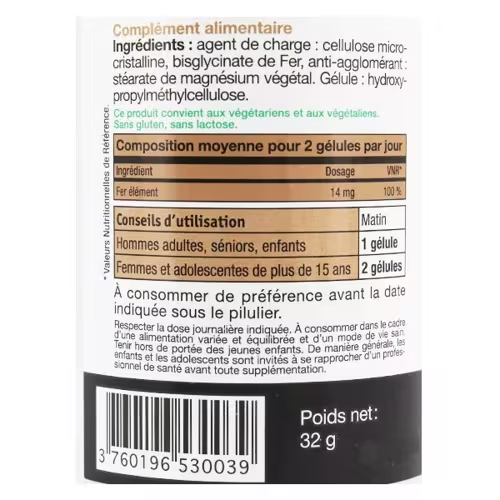 Complément alimentaire
Ingrédients : agent de charge : cellulose micro-
cristalline, bisglycinate de Fer, anti-agglomérant :
stéarate de magnésium végétal. Gélule : hydroxy-
propylméthylcellulose.
Ce produit convient aux végétariens et aux végétaliens.
Sans gluten, sans lactose.
Composition moyenne pour 2 gélules par jour
Ingrédient Dosage VNR*
Fer élément 14 mg 100 %
Conseils d'utilisation Matin
Hommes adultes, séniors, enfants 1 gélule
Femmes et adolescentes de plus de 15 ans 2 gélules
* Valeurs Nutritionnelles de Référence.
À consommer de préférence avant la date
indiquée sous le pilulier.
Respecter la dose journalière indiquée. À consommer dans le cadre
d'une alimentation variée et équilibrée et d'un mode de vie sain.
Tenir hors de portée des jeunes enfants. De manière générale, les
enfants et les adolescents sont invités à se rapprocher d'un profes-
sionnel de santé avant toute supplémentation.
Poids net:
32 g
3 760196 530039